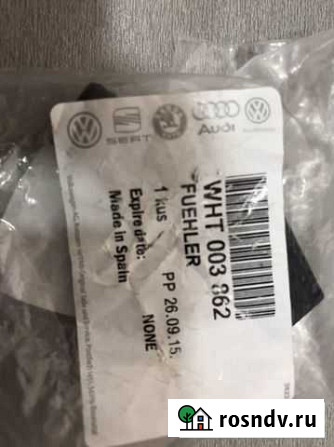 SEAT
Audi
WHT 003 862
FUEHLER
1 kus
PP 26.09.15.
Expire date:
NONE
Made in Spain
rosndv.ru